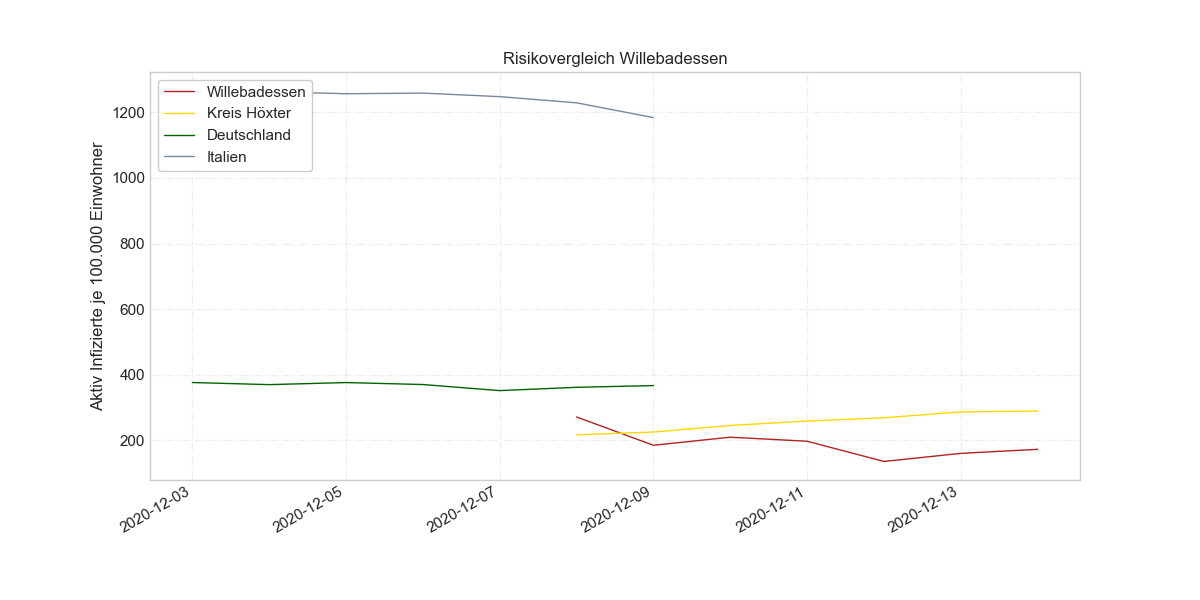 Risikovergleich Willebadessen
Willebadessen
Kreis Höxter
Deutschland
Italien
Aktiv Infizierte je 100.000 Einwohner
1200
1000
800
600
400
200
2020-12-03
2020-12-05
2020-12-07
2020-12-09
2020-12-11
2020-12-13